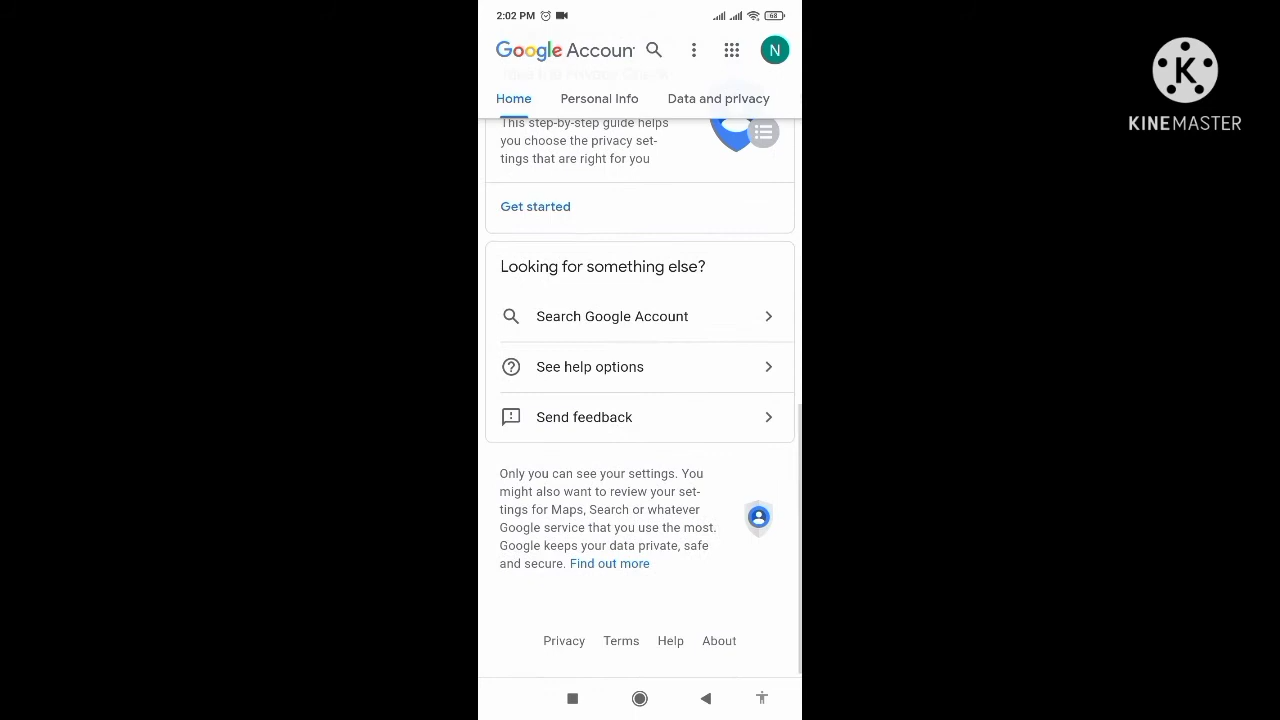 2:02 PM
68
Google Accoun
N
Home Personal Info Data and privacy
This step-by-step guide helps
you choose the privacy set-
tings that are right for you
Get started
Looking for something else?
Search Google Account
See help options
Send feedback
Only you can see your settings. You
might also want to review your set-
tings for Maps, Search or whatever
Google service that you use the most.
Google keeps your data private, safe
and secure. Find out more
Privacy Terms Help About
K
KINEMASTER